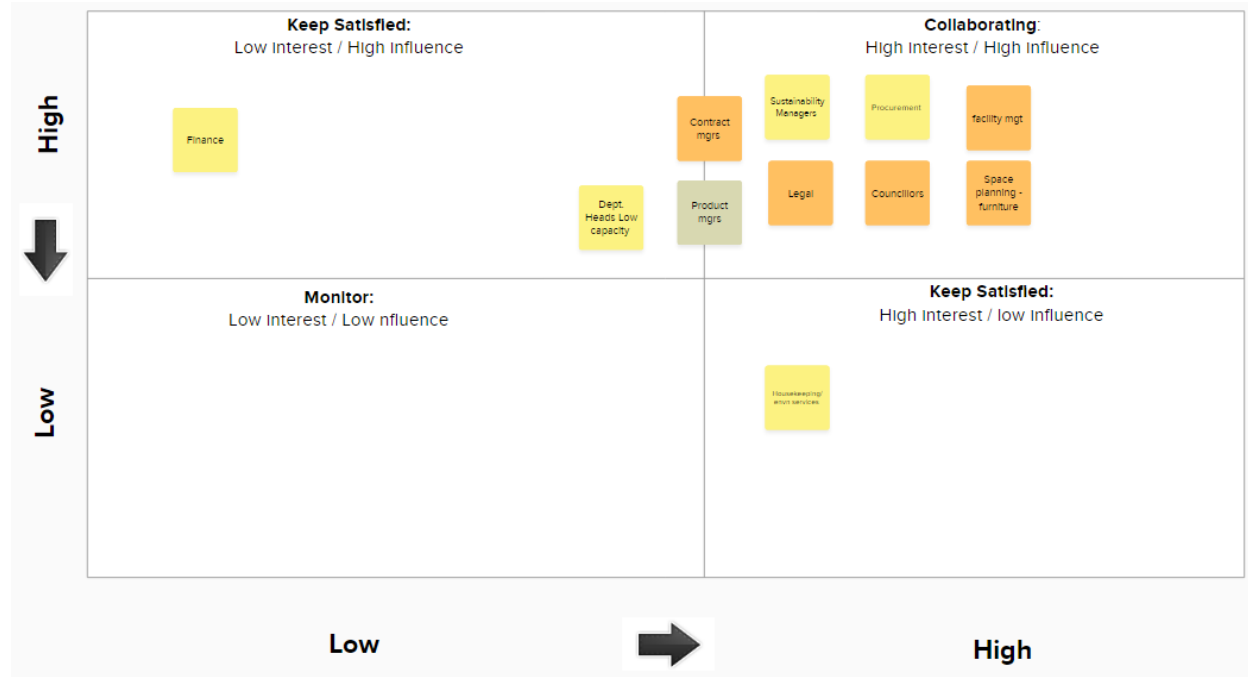 Keep Satisfied:
Low Interest / High Influence
Collaborating:
High Interest / High Influence
High
Finance
Contract
mgrs
Sustainability
Managers
Procurement
facility mgt
Dept.
Heads Low
capacity
Product
mgrs
Legal
Councillors
Space
planning -
furniture
Monitor:
Low Interest / Low nfluence
Keep Satisfied:
High Interest / low Influence
Low
Housekeeping/
envn services
Low
High